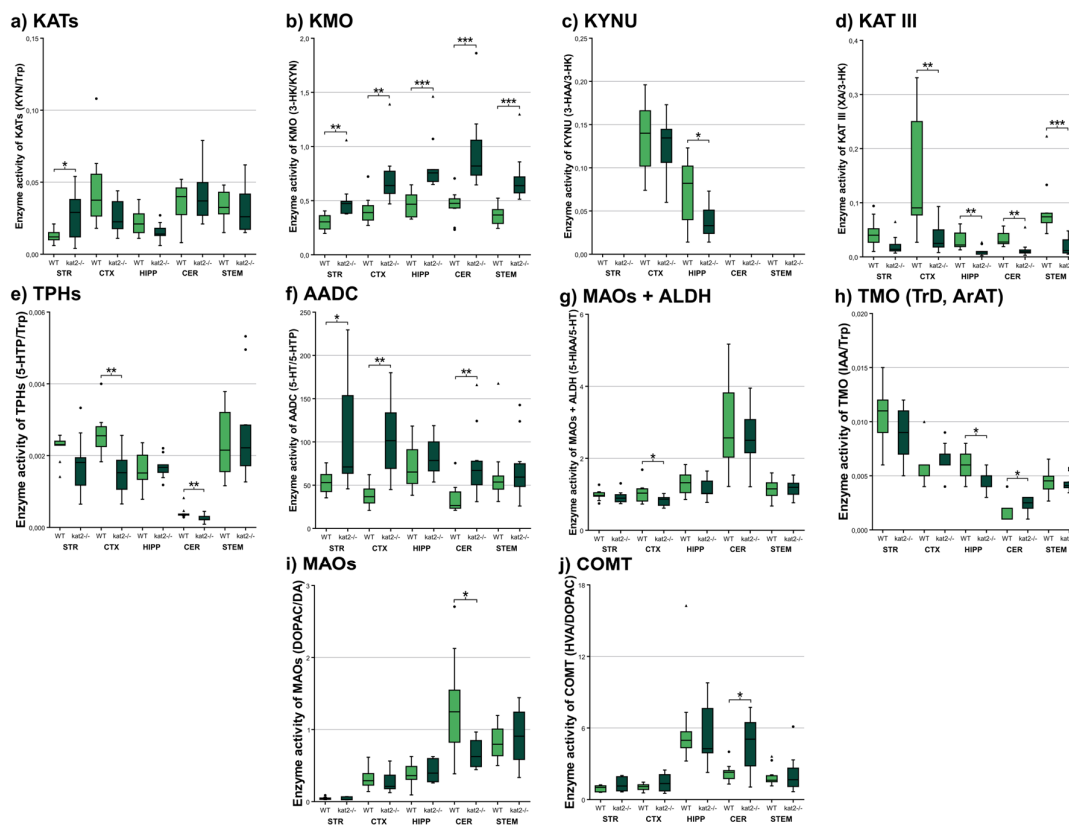 a) KATs
Enzyme activity of KATs (KYN/Trp)
0,15
0,10
0,05
0,00
WT kat2-/- WT kat2-/- WT kat2-/- WT kat2-/- WT kat2-/-
STR CTX HIPP CER STEM
*
b) KMO
Enzyme activity of KMO (3-HK/KYN)
2,0
1,5
1,0
0,5
0,0
WT kat2-/- WT kat2-/- WT kat2-/- WT kat2-/- WT kat2-/-
STR CTX HIPP CER STEM
** ** *** *** ***
c) KYNU
Enzyme activity of KYNU (3-HAA/3-HK)
0,25
0,20
0,15
0,10
0,05
0,00
WT kat2-/- WT kat2-/- WT kat2-/- WT kat2-/- WT kat2-/-
STR CTX HIPP CER STEM
*
d) KAT III
Enzyme activity of KAT III (XA/3-HK)
0,4
0,3
0,2
0,1
0,0
WT kat2-/- WT kat2-/- WT kat2-/- WT kat2-/- WT kat2-/-
STR CTX HIPP CER STEM
** ** ** ***
e) TPHs
Enzyme activity of TPHs (5-HTP/Trp)
0,006
0,004
0,002
0,000
WT kat2-/- WT kat2-/- WT kat2-/- WT kat2-/- WT kat2-/-
STR CTX HIPP CER STEM
** **
f) AADC
Enzyme activity of AADC (5-HT/5-HTP)
250
200
150
100
50
0
WT kat2-/- WT kat2-/- WT kat2-/- WT kat2-/- WT kat2-/-
STR CTX HIPP CER STEM
* ** **
g) MAOs + ALDH
Enzyme activity of MAOs + ALDH (5-HIAA/5-HT)
6
4
2
0
WT kat2-/- WT kat2-/- WT kat2-/- WT kat2-/- WT kat2-/-
STR CTX HIPP CER STEM
*
h) TMO (TrD, ArAT)
Enzyme activity of TMO (IAA/Trp)
0,020
0,015
0,010
0,005
0,000
WT kat2-/- WT kat2-/- WT kat2-/- WT kat2-/- WT kat2-/-
STR CTX HIPP CER STEM
* *
i) MAOs
Enzyme activity of MAOs (DOPAC/DA)
3
2
1
0
WT kat2-/- WT kat2-/- WT kat2-/- WT kat2-/- WT kat2-/-
STR CTX HIPP CER STEM
*
j) COMT
Enzyme activity of COMT (HVA/DOPAC)
18
12
6
0
WT kat2-/- WT kat2-/- WT kat2-/- WT kat2-/- WT kat2-/-
STR CTX HIPP CER STEM
*